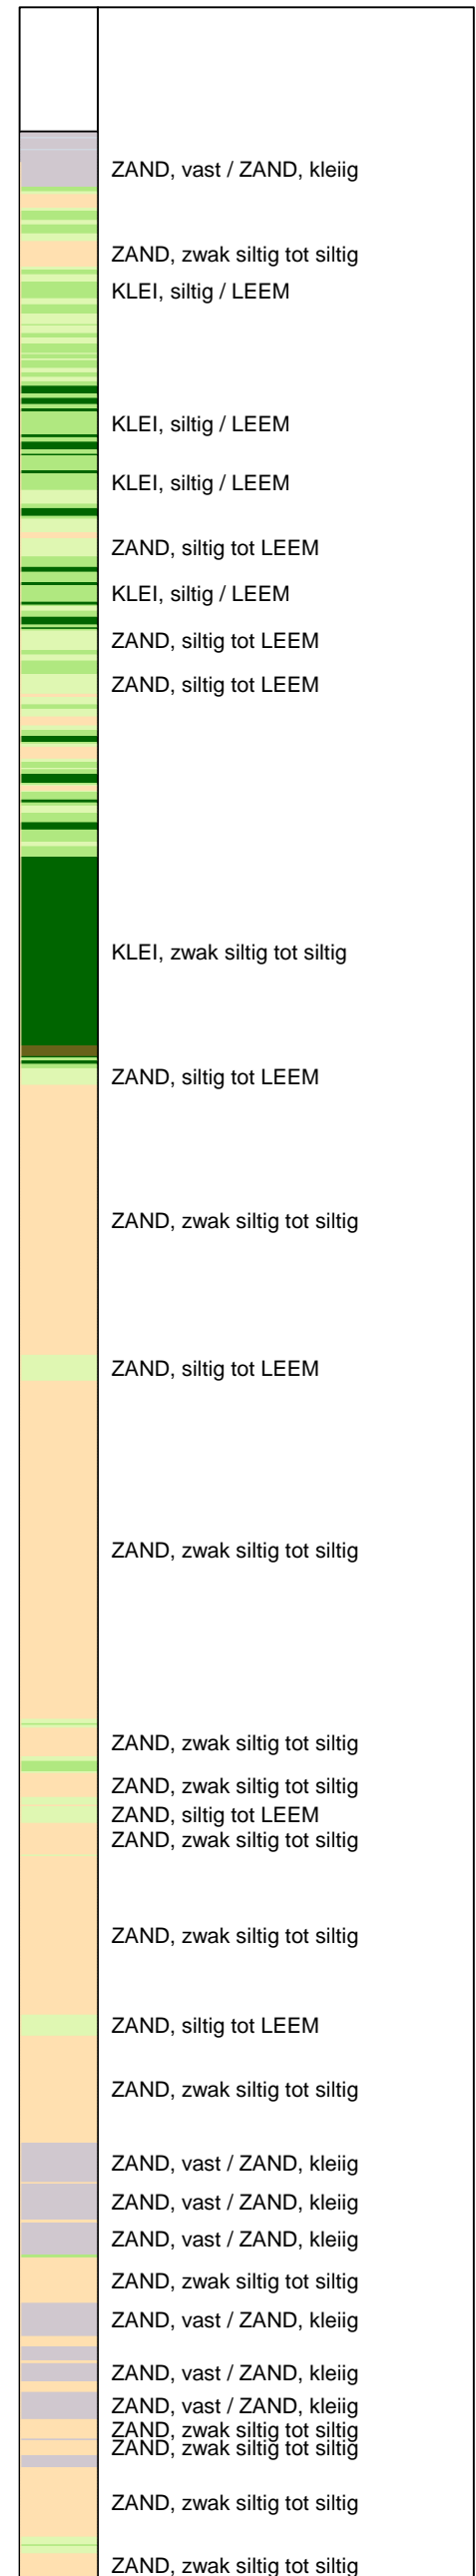 ZAND, vast / ZAND, kleiig
ZAND, zwak siltig tot siltig
KLEI, siltig / LEEM
KLEI, siltig / LEEM
KLEI, siltig / LEEM
ZAND, siltig tot LEEM
KLEI, siltig / LEEM
ZAND, siltig tot LEEM
ZAND, siltig tot LEEM
KLEI, zwak siltig tot siltig
ZAND, siltig tot LEEM
ZAND, zwak siltig tot siltig
ZAND, siltig tot LEEM
ZAND, zwak siltig tot siltig
ZAND, zwak siltig tot siltig
ZAND, zwak siltig tot siltig
ZAND, siltig tot LEEM
ZAND, zwak siltig tot siltig
ZAND, zwak siltig tot siltig
ZAND, siltig tot LEEM
ZAND, zwak siltig tot siltig
ZAND, vast / ZAND, kleiig
ZAND, vast / ZAND, kleiig
ZAND, vast / ZAND, kleiig
ZAND, zwak siltig tot siltig
ZAND, vast / ZAND, kleiig
ZAND, vast / ZAND, kleiig
ZAND, vast / ZAND, kleiig
ZAND, zwak siltig tot siltig
ZAND, zwak siltig tot siltig
ZAND, zwak siltig tot siltig
ZAND, zwak siltig tot siltig